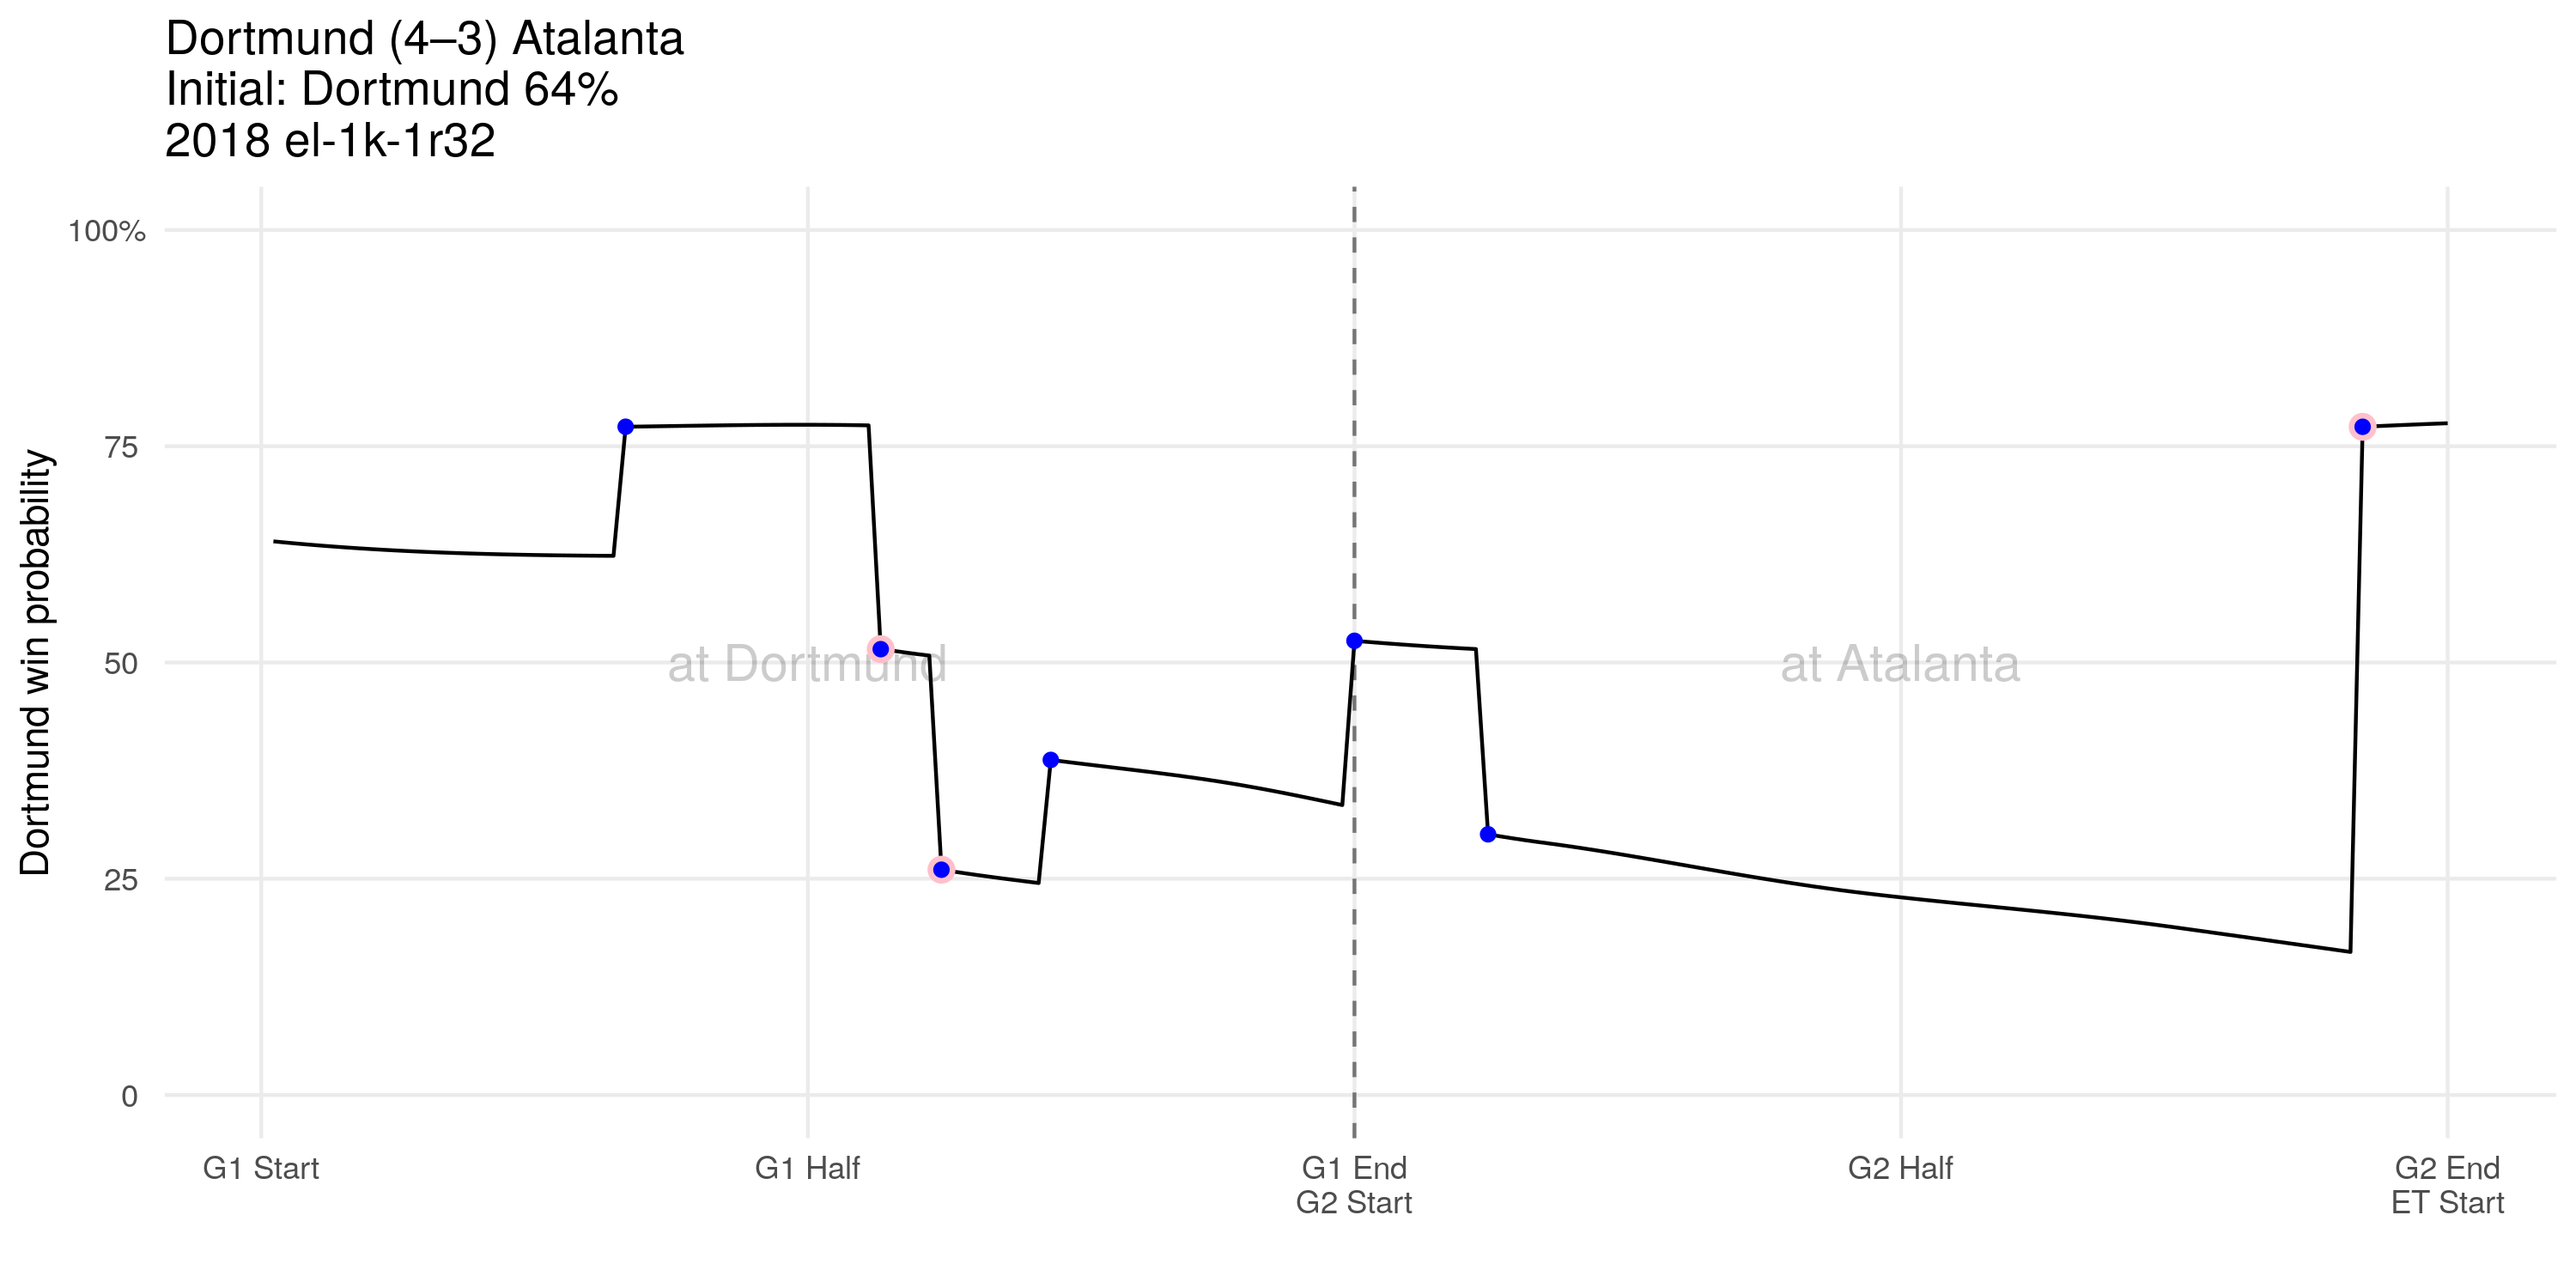 Dortmund (4–3) Atalanta
Initial: Dortmund 64%
2018 el-1k-1r32
Dortmund win probability
100%
75
50
25
0
at Dortmund
at Atalanta
G1 Start
G1 Half
G1 End
G2 Start
G2 Half
G2 End
ET Start